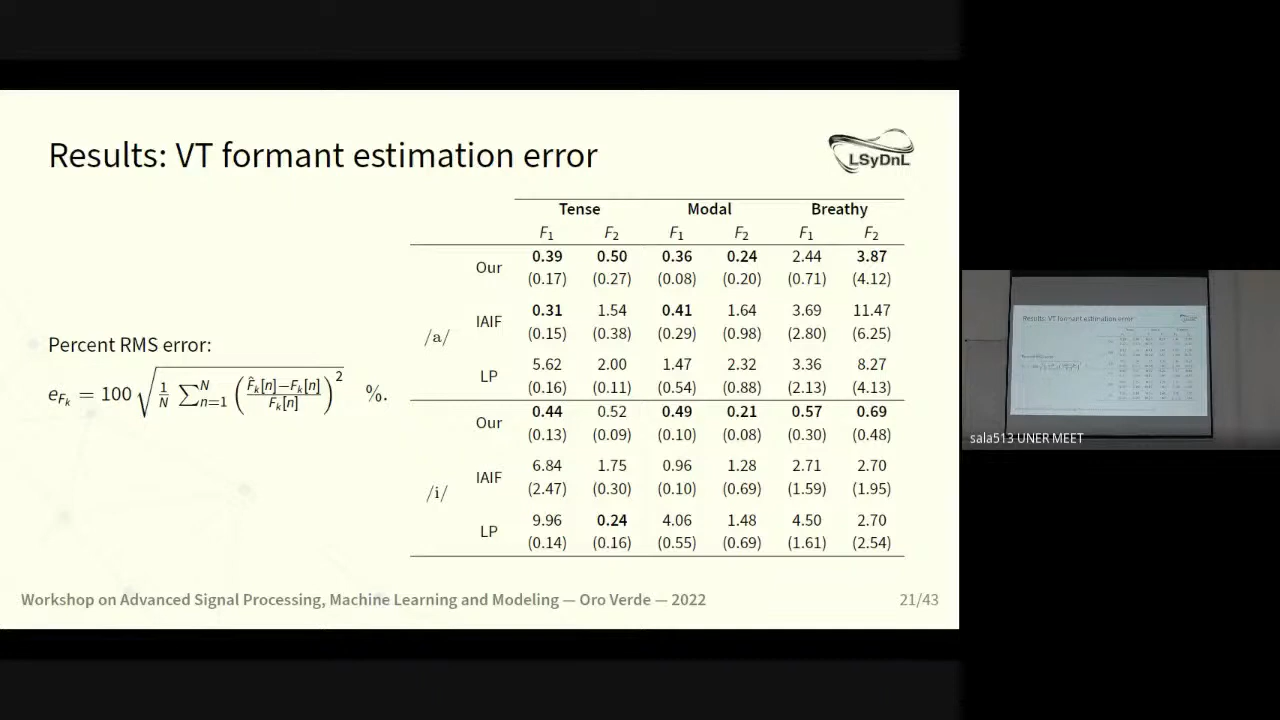 Results: VT formant estimation error
LSyDnL
Tense Modal Breathy
F₁ F₂ F₁ F₂ F₁ F₂
Our 0.39 0.50 0.36 0.24 2.44 3.87
(0.17) (0.27) (0.08) (0.20) (0.71) (4.12)
/a/ IAIF 0.31 1.54 0.41 1.64 3.69 11.47
(0.15) (0.38) (0.29) (0.98) (2.80) (6.25)
LP 5.62 2.00 1.47 2.32 3.36 8.27
(0.16) (0.11) (0.54) (0.88) (2.13) (4.13)
Our 0.44 0.52 0.49 0.21 0.57 0.69
(0.13) (0.09) (0.10) (0.08) (0.30) (0.48)
/i/ IAIF 6.84 1.75 0.96 1.28 2.71 2.70
(2.47) (0.30) (0.10) (0.69) (1.59) (1.95)
LP 9.96 0.24 4.06 1.48 4.50 2.70
(0.14) (0.16) (0.55) (0.69) (1.61) (2.54)
Percent RMS error:
e_{F_k} = 100 √(1/N ∑_{n=1}^{N} ((F̂_k[n]−F_k[n])/F_k[n])²) %.
Workshop on Advanced Signal Processing, Machine Learning and Modeling — Oro Verde — 2022
21/43
Results: VT formant estimation error
sala513 UNER MEET